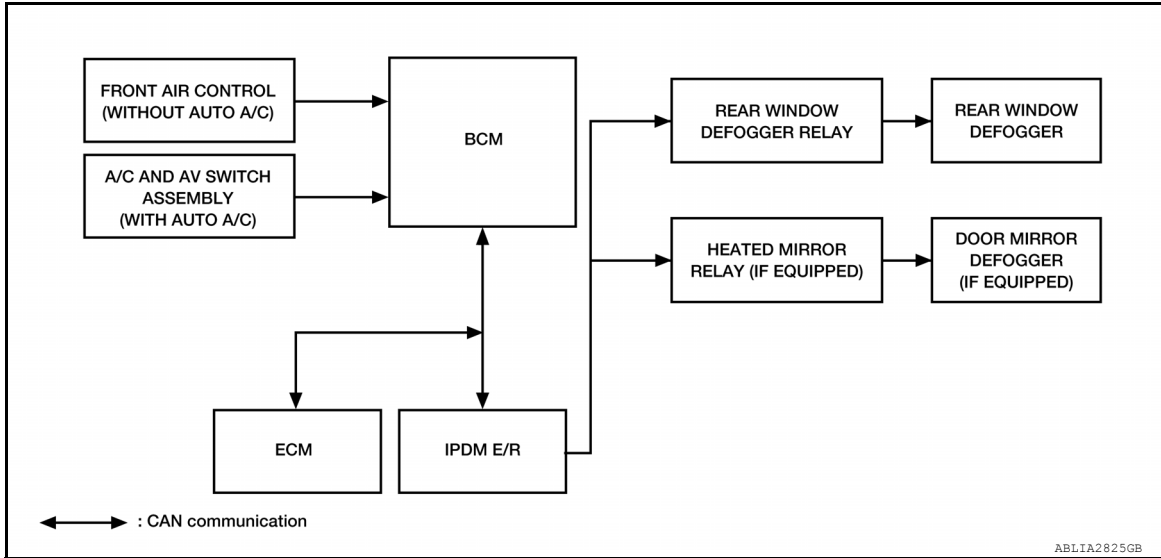 FRONT AIR CONTROL
(WITHOUT AUTO A/C)
A/C AND AV SWITCH
ASSEMBLY
(WITH AUTO A/C)
BCM
REAR WINDOW
DEFOGGER RELAY
REAR WINDOW
DEFOGGER
HEATED MIRROR
RELAY (IF EQUIPPED)
DOOR MIRROR
DEFOGGER
(IF EQUIPPED)
ECM
IPDM E/R
: CAN communication
ABLIA2825GB